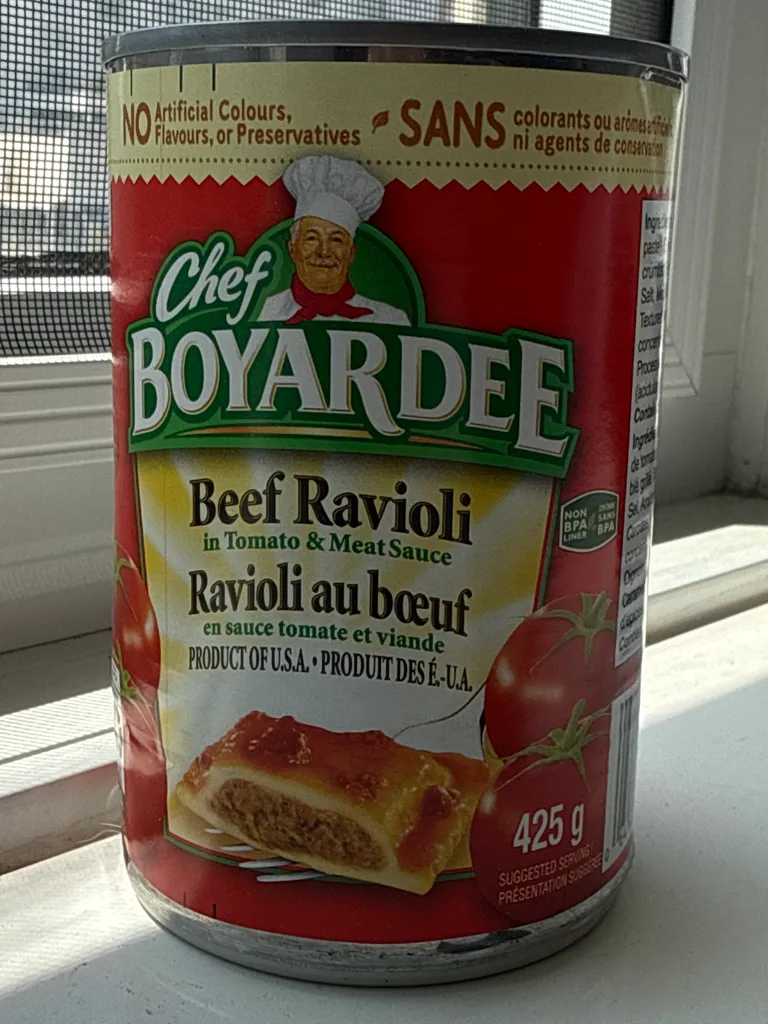 NO Artificial Colours,
Flavours, or Preservatives
SANS colorants ou arômes artificiels
ni agents de conservation
Chef
BOYARDEE
Beef Ravioli
in Tomato & Meat Sauce
Ravioli au bœuf
en sauce tomate et viande
PRODUCT OF U.S.A. • PRODUIT DES É.-U.A.
NON
BPA
LINER
SANS
BPA
425 g
SUGGESTED SERVING
PRÉSENTATION SUGGÉRÉE